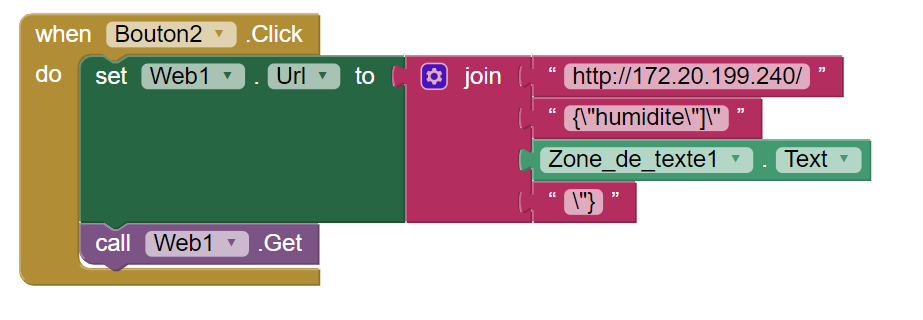 when Bouton2 .Click
do set Web1 . Url to join " http://172.20.199.240/ "
" {\"humidite\"]\" "
Zone_de_texte1 . Text
" \"} "
call Web1 .Get